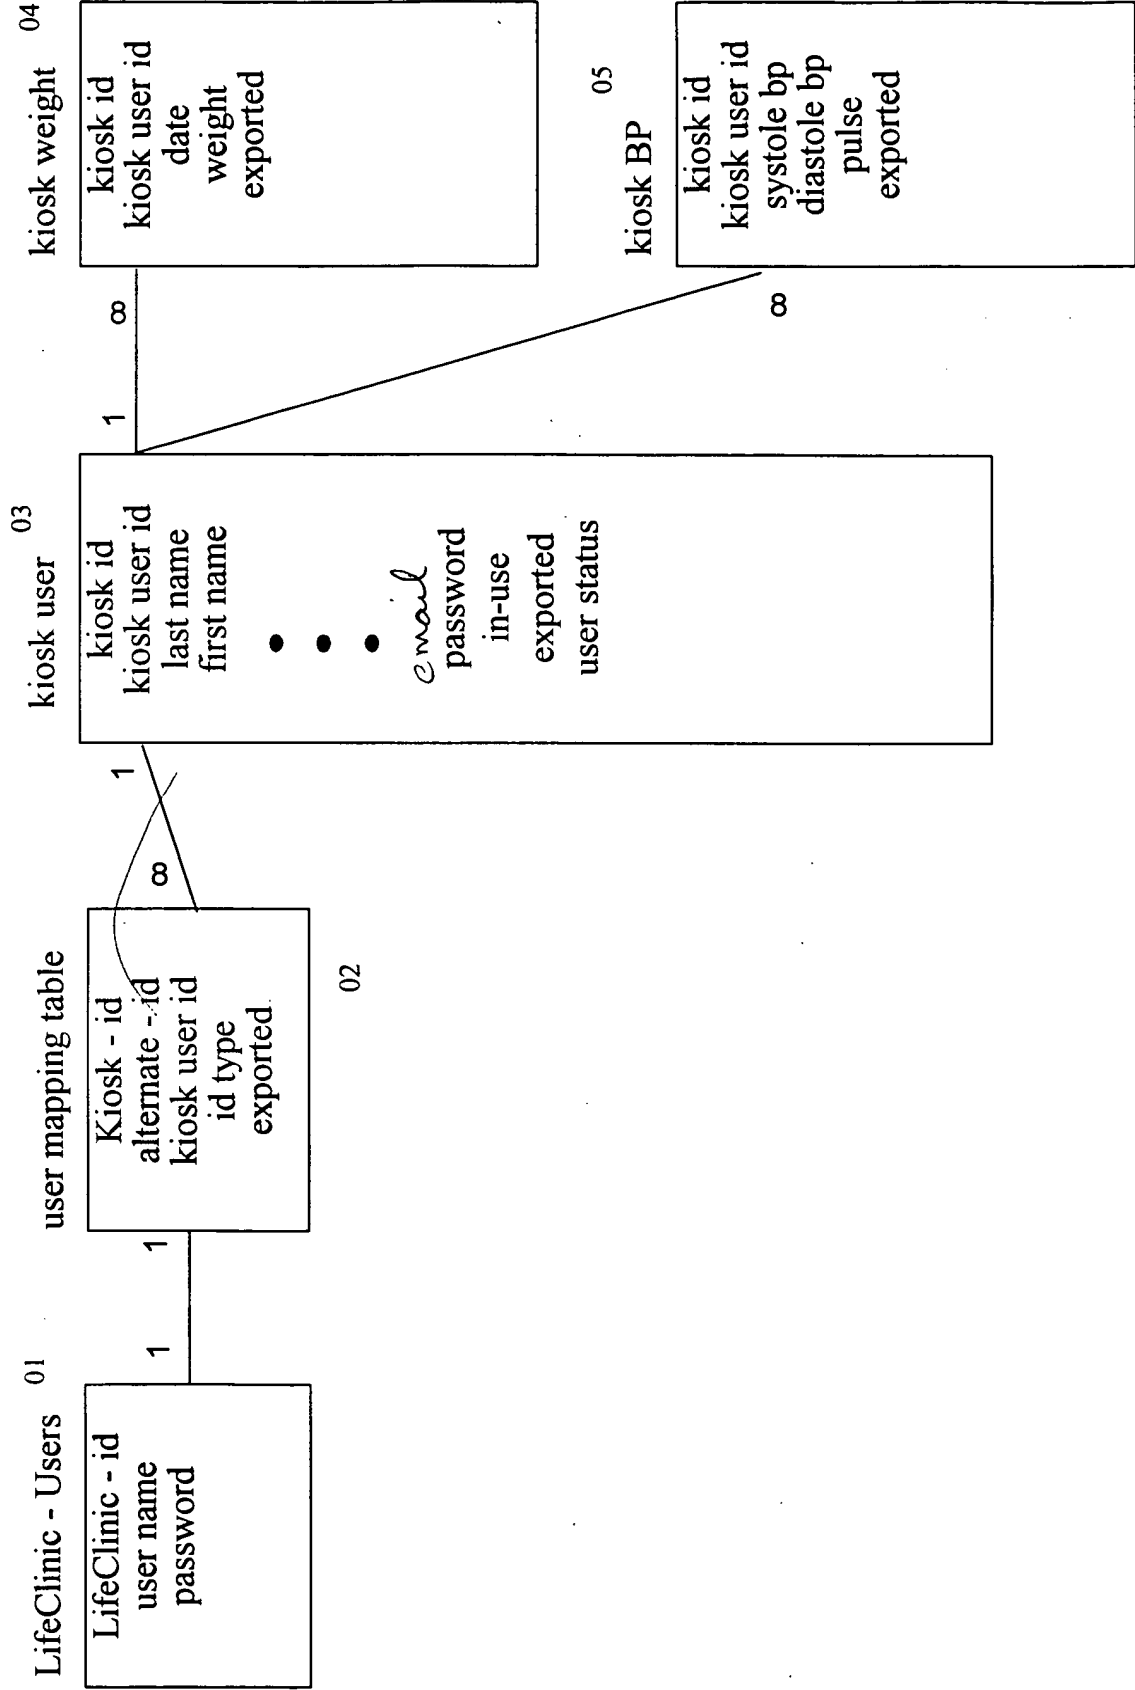 LifeClinic - Users
01
LifeClinic - id
user name
password
1
1
user mapping table
Kiosk - id
alternate - id
kiosk user id
id type
exported
02
∞
1
kiosk user
03
kiosk id
kiosk user id
last name
first name
email
password
in-use
exported
user status
1
∞
kiosk weight
04
kiosk id
kiosk user id
date
weight
exported
∞
kiosk BP
05
kiosk id
kiosk user id
systole bp
diastole bp
pulse
exported